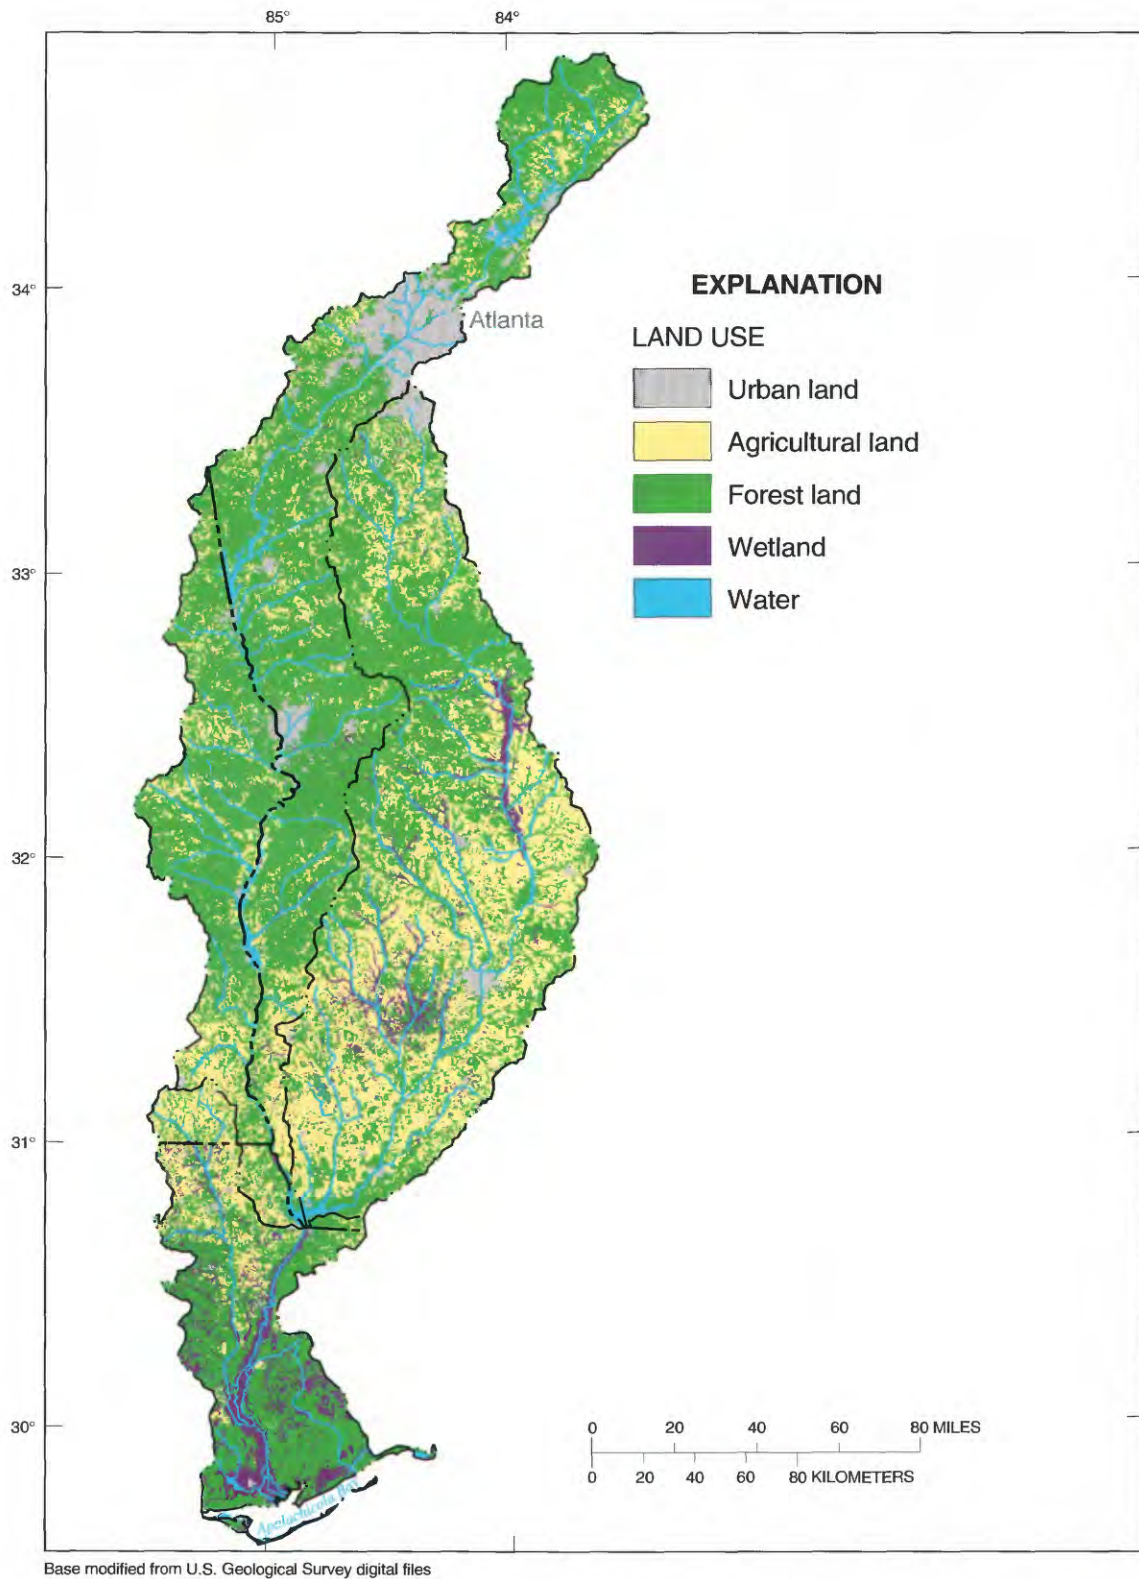 85°
84°
34°
Atlanta
EXPLANATION
LAND USE
Urban land
Agricultural land
Forest land
Wetland
Water
33°
32°
31°
30°
0 20 40 60 80 MILES
0 20 40 60 80 KILOMETERS
Apalachicola Bay
Base modified from U.S. Geological Survey digital files